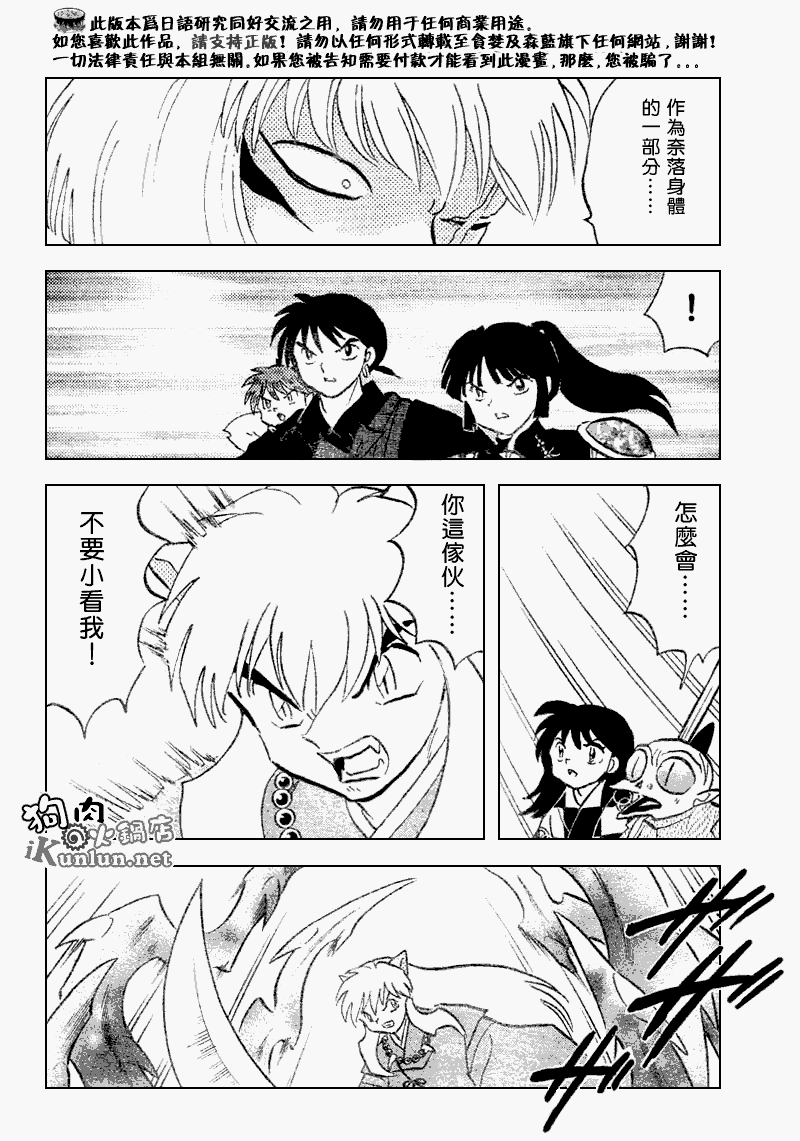 此版本爲日語研究同好交流之用，請勿用于任何商業用途。
如您喜歡此作品，請支持正版！請勿以任何形式轉載至貪婪及森藍旗下任何網站，謝謝！
一切法律責任與本組無關。如果您被告知需要付款才能看到此漫畫，那麼，您被騙了。。。
作為奈落身體
的一部分……
！
怎麼會……
你這傢伙……
不要小看我！
狗肉
火鍋店
iKunlun.net
ザ
ザ
ザ